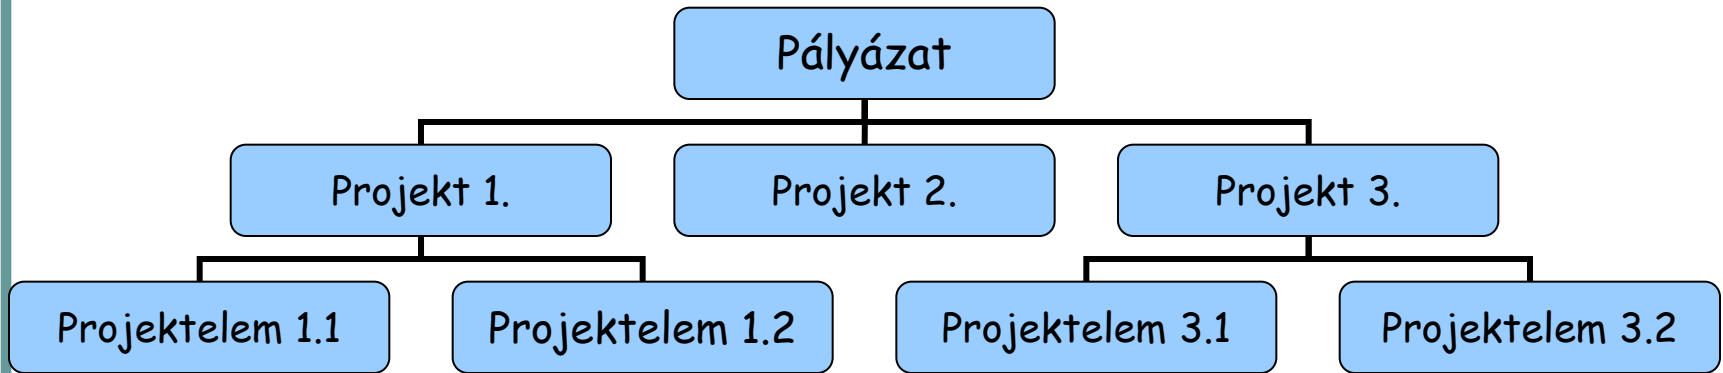 Pályázat
Projekt 1.
Projekt 2.
Projekt 3.
Projektelem 1.1
Projektelem 1.2
Projektelem 3.1
Projektelem 3.2